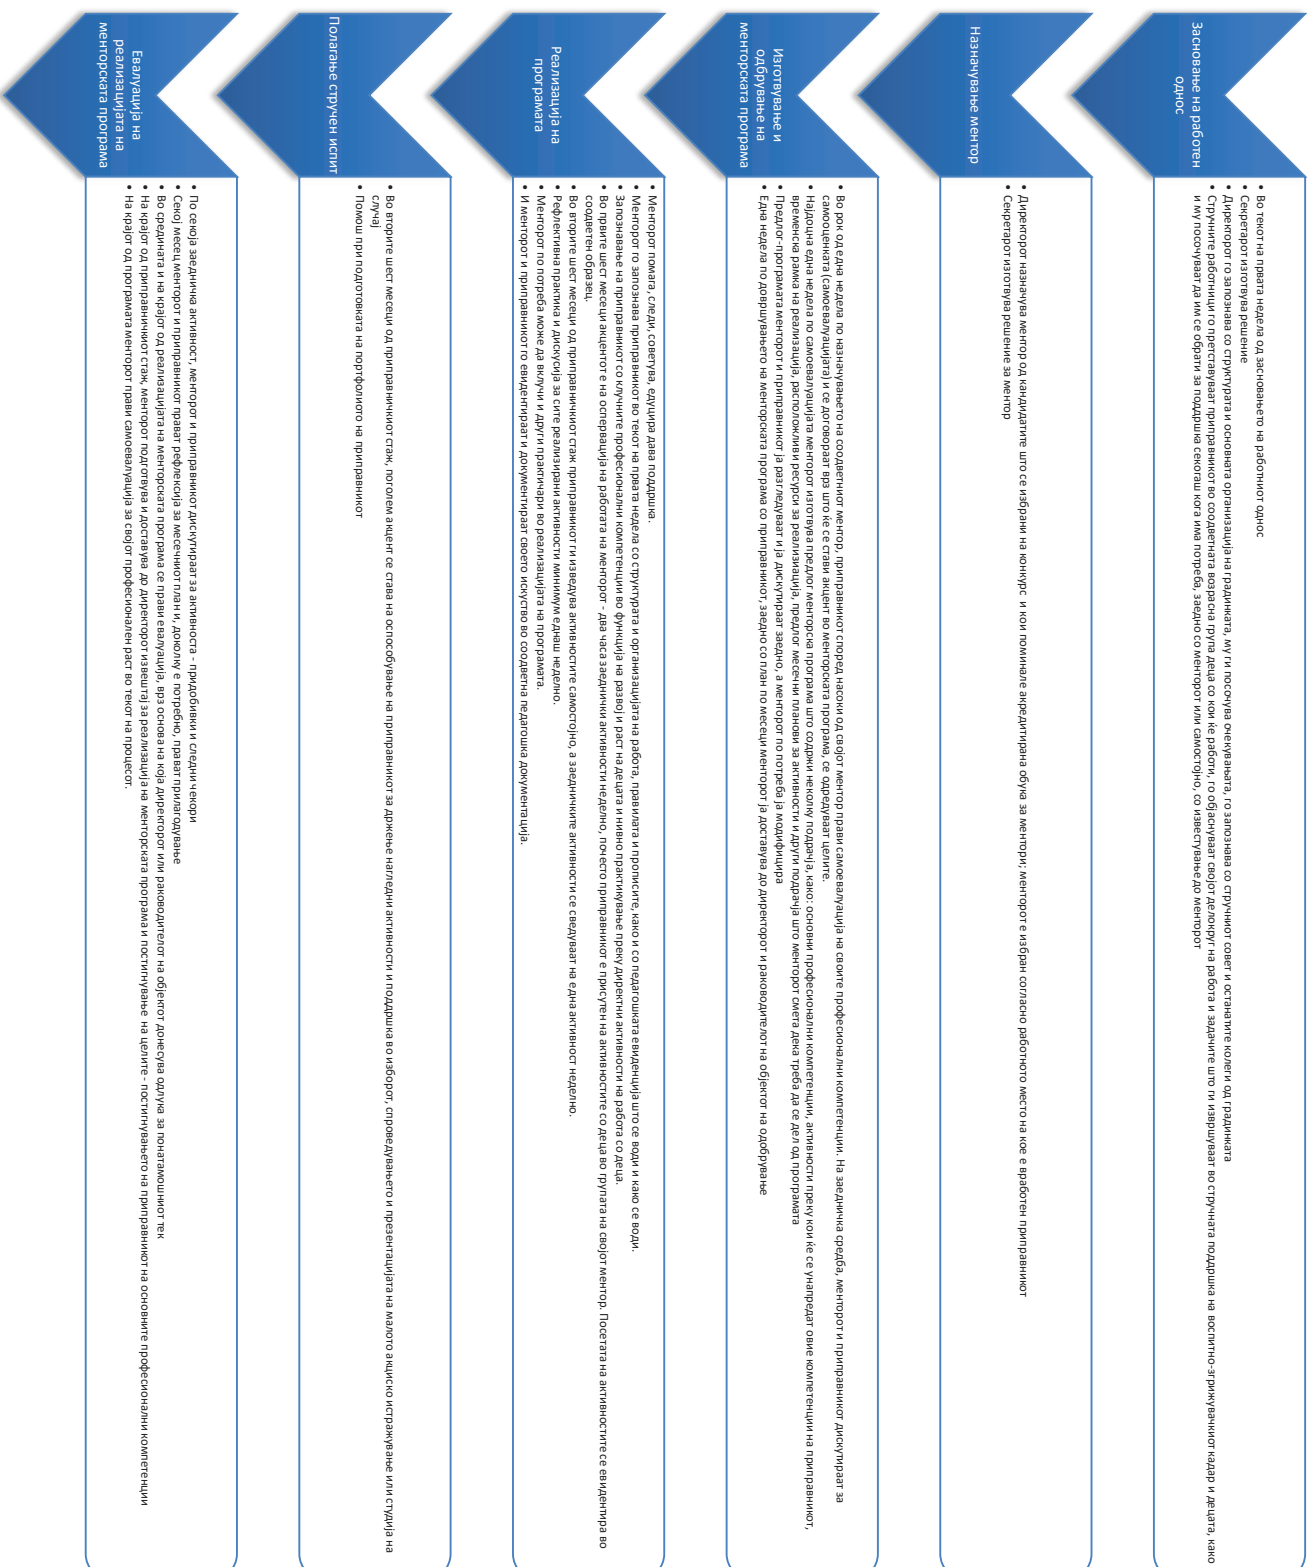 Засновање на работен
однос
• Во текот на првата недела од засновањето на работниот однос
• Секретарот изготвува решение
• Директорот го запознава со структурата и основната организација на градинката, му ги посочува очекувањата, го запознава со стручниот совет и останатите колеги од градинката
• Стручните работници го претставуваат приправникот во соодветната возрасна група деца со кои ќе работи, го објаснуваат својот делокруг на работа и задачите што ги извршуваат во стручната поддршка на воспитно-згрижувачкиот кадар и децата, како
и му посочуваат да им се обрати за поддршка секогаш кога има потреба, заедно со менторот или самостојно, со известување до менторот
Назначување ментор
• Директорот назначува ментор од кандидатите што се избрани на конкурс и кои поминале акредитирана обука за ментори; менторот е избран согласно работното место на кое е вработен приправникот
• Секретарот изготвува решение за ментор
Изготвување и
одбрување на
менторската програма
• Во рок од една недела по назначувањето на соодветниот ментор, приправникот според насоки од својот ментор прави самоевалуација на своите професионални компетенции. На заедничка средба, менторот и приправникот дискутираат за
самооценката (самоевалуацијата) и се договораат врз што ќе се стави акцент во менторската програма, се одредуваат целите.
• Најдоцна една недела по самоевалуацијата менторот изготвува предлог менторска програма што содржи неколку подрачја, како: основни професионални компетенции, активности преку кои ќе се унапредат овие компетенции на приправникот,
временска рамка на реализација, расположливи ресурси за реализиација, предлог месечни планови за активности и други подрачја што менторот смета дека треба да се дел од програмата
• Предлог-програмата менторот и приправникот ја разгледуваат и ја дискутираат заедно, а менторот по потреба ја модифицира
• Една недела по довршувањето на менторската програма со приправникот, заедно со план по месеци менторот ја доставува до директорот и раководителот на објектот на одобрување
Реализација на
програмата
• Менторот помага, следи, советува, едуцира дава поддршка.
• Менторот го запознава приправникот во текот на првата недела со структурата и организацијата на работа, правилата и прописите, како и со педагошката евиденција што се води и како се води.
• Запознавање на приправникот со клучните професионални компетенции во функција на развој и раст на децата и нивно практикување преку директни активности на работа со деца.
• Во првите шест месеци акцентот е на оспервација на работата на менторот - два часа заеднички активности неделно, почесто приправникот е присутен на активностите со деца во групата на својот ментор. Посетата на активностите се евидентира во
соодветен образец.
• Во вторите шест месеци од приправничкиот стаж приправникот ги изведува активностите самостојно, а заедничките активности се сведуваат на една активност неделно.
• Рефлективна практика и дискусија за сите реализирани активности минимум еднаш неделно.
• Менторот по потреба може да вклучи и други практичари во реализацијата на програмата.
• И менторот и приправникот го евидентираат и документираат своето искуство во соодветна педагошка документација.
Полагање стручен испит
• Во вторите шест месеци од приправничкиот стаж, поголем акцент се става на оспособување на приправникот за држење нагледни активности и поддршка во изборот, спроведувањето и презентацијата на малото акциско истражување или студија на
случај
• Помош при подготовката на портфолиото на приправникот
Евалуација на
реализацијата на
менторската програма
• По секоја заедничка активност, менторот и приправникот дискутираат за активноста - придобивки и следни чекори
• Секој месец менторот и приправникот прават рефлексија за месечниот план и, доколку е потребно, прават прилагодување
• Во средината и на крајот од реализацијата на менторската програма се прави евалуација, врз основа на која директорот или раководителот на објектот донесува одлука за понатамошниот тек
• На крајот од приправничкиот стаж, менторот подготвува и доставува до директорот извештај за реализација на менторската програма и постигнување на целите - постигнувањето на приправникот на основните професионални компетенции
• На крајот од програмата менторот прави самоевалуација за својот професионален раст во текот на процесот.